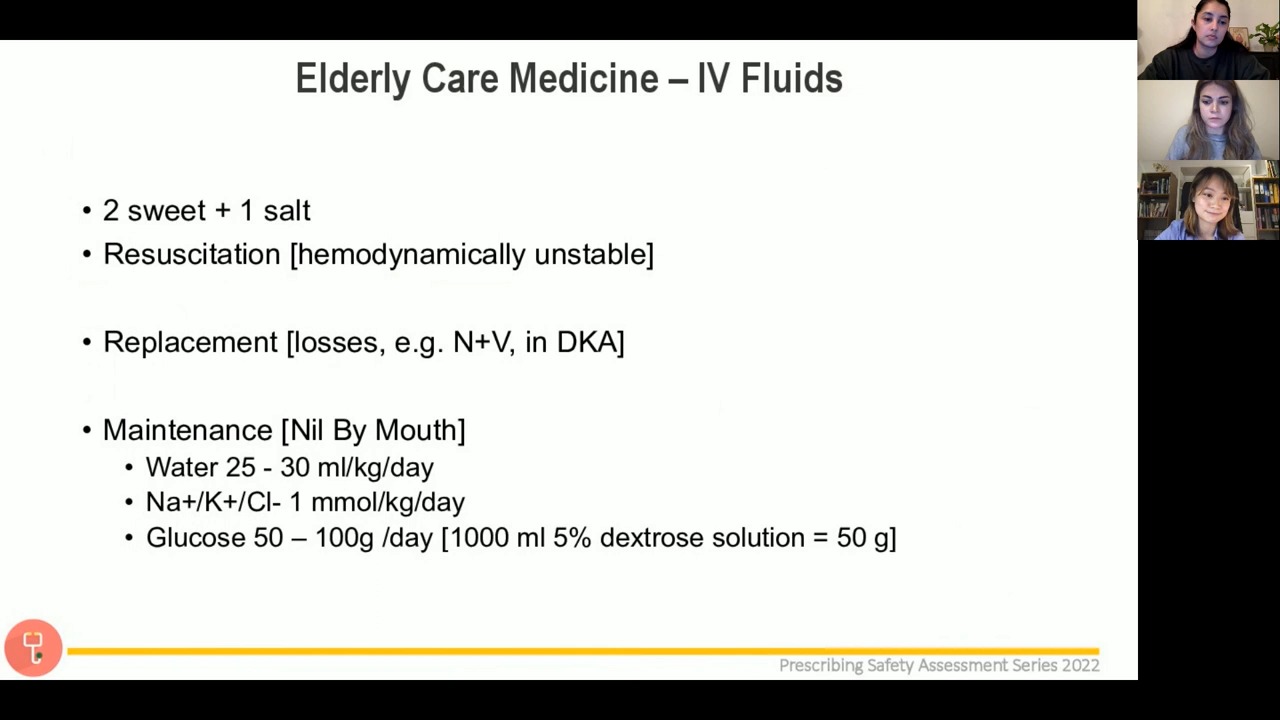 Elderly Care Medicine – IV Fluids
• 2 sweet + 1 salt
• Resuscitation [hemodynamically unstable]
• Replacement [losses, e.g. N+V, in DKA]
• Maintenance [Nil By Mouth]
• Water 25 - 30 ml/kg/day
• Na+/K+/Cl- 1 mmol/kg/day
• Glucose 50 – 100g /day [1000 ml 5% dextrose solution = 50 g]
Prescribing Safety Assessment Series 2022